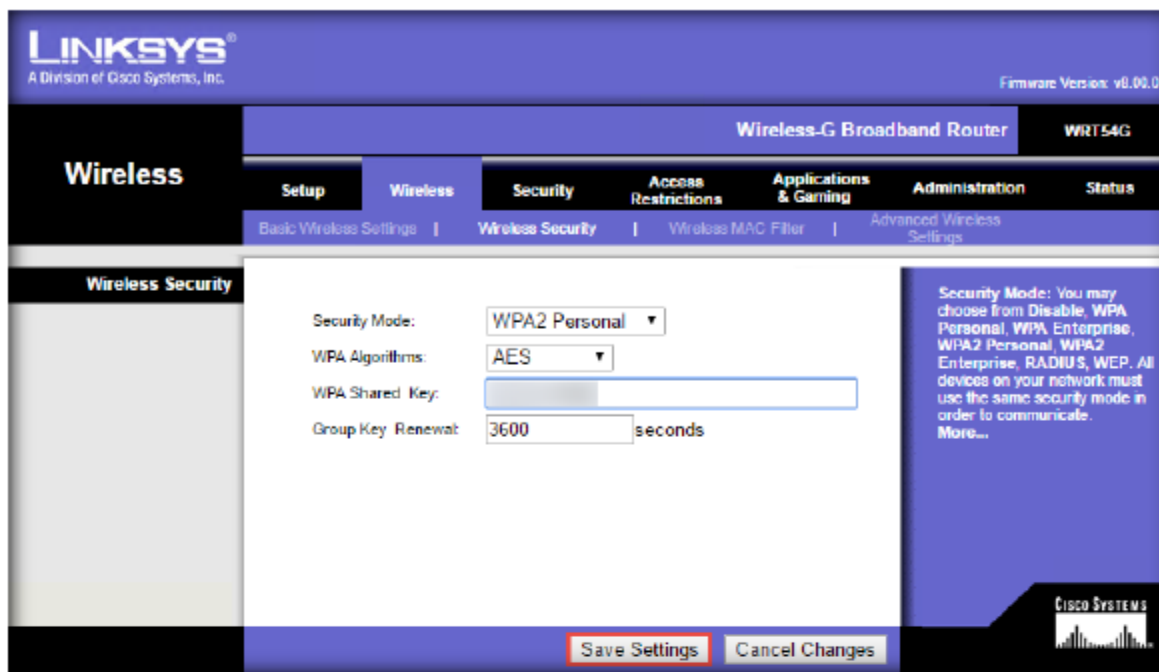 LINKSYS®
A Division of Cisco Systems, Inc.
Firmware Version: v8.00.0
Wireless-G Broadband Router
WRT54G
Wireless
Setup
Wireless
Security
Access
Restrictions
Applications
& Gaming
Administration
Status
Basic Wireless Settings |
Wireless Security
| Wireless MAC Filter |
Advanced Wireless
Settings
Wireless Security
Security Mode:
WPA2 Personal
WPA Algorithms:
AES
WPA Shared Key:
Group Key Renewal:
3600
seconds
Security Mode: You may
choose from Disable, WPA
Personal, WPA Enterprise,
WPA2 Personal, WPA2
Enterprise, RADIUS, WEP. All
devices on your network must
use the same security mode in
order to communicate.
More...
Save Settings
Cancel Changes
CISCO SYSTEMS